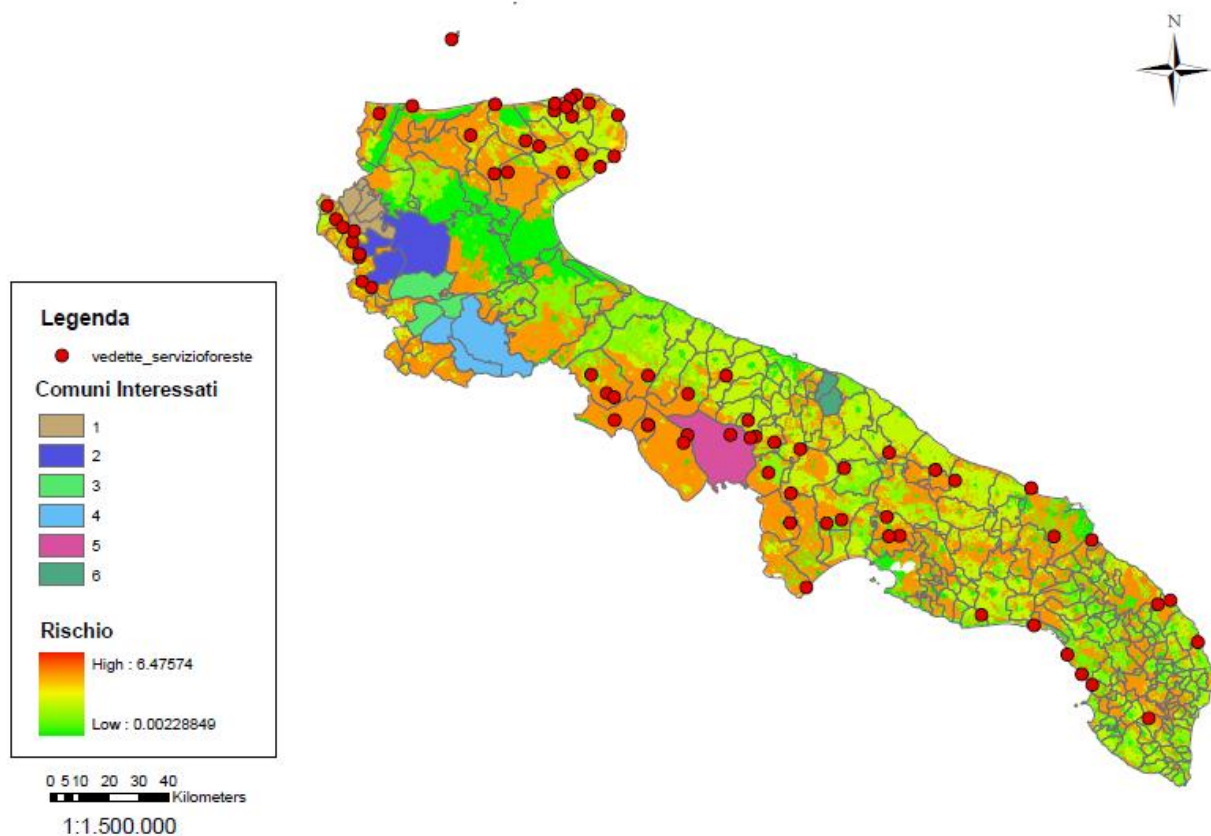 N
Legenda
vedette_servizioforeste
Comuni Interessati
1
2
3
4
5
6
Rischio
High : 6.47574
Low : 0.00228849
0 5 10 20 30 40
Kilometers
1:1.500.000